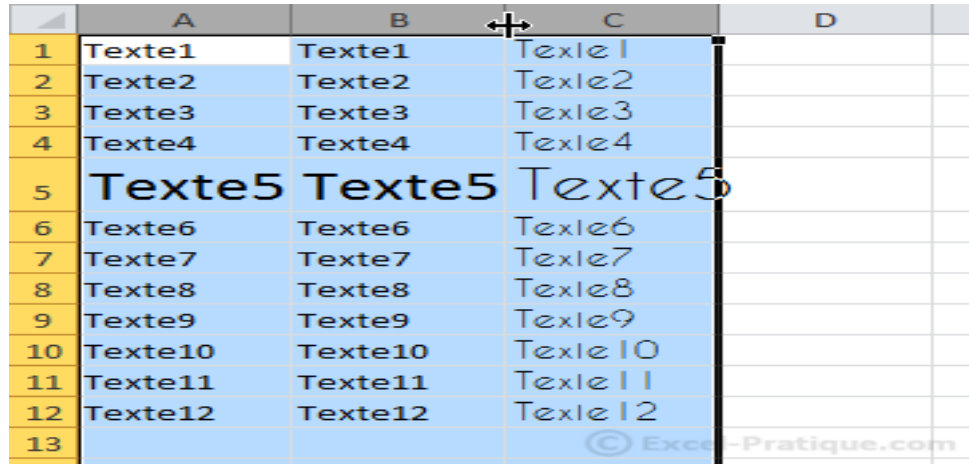 A B C D
1 Texte1 Texte1 Texte1
2 Texte2 Texte2 Texte2
3 Texte3 Texte3 Texte3
4 Texte4 Texte4 Texte4
5 Texte5 Texte5 Texte5
6 Texte6 Texte6 Texte6
7 Texte7 Texte7 Texte7
8 Texte8 Texte8 Texte8
9 Texte9 Texte9 Texte9
10 Texte10 Texte10 Texte10
11 Texte11 Texte11 Texte11
12 Texte12 Texte12 Texte12
13 © Excel-Pratique.com